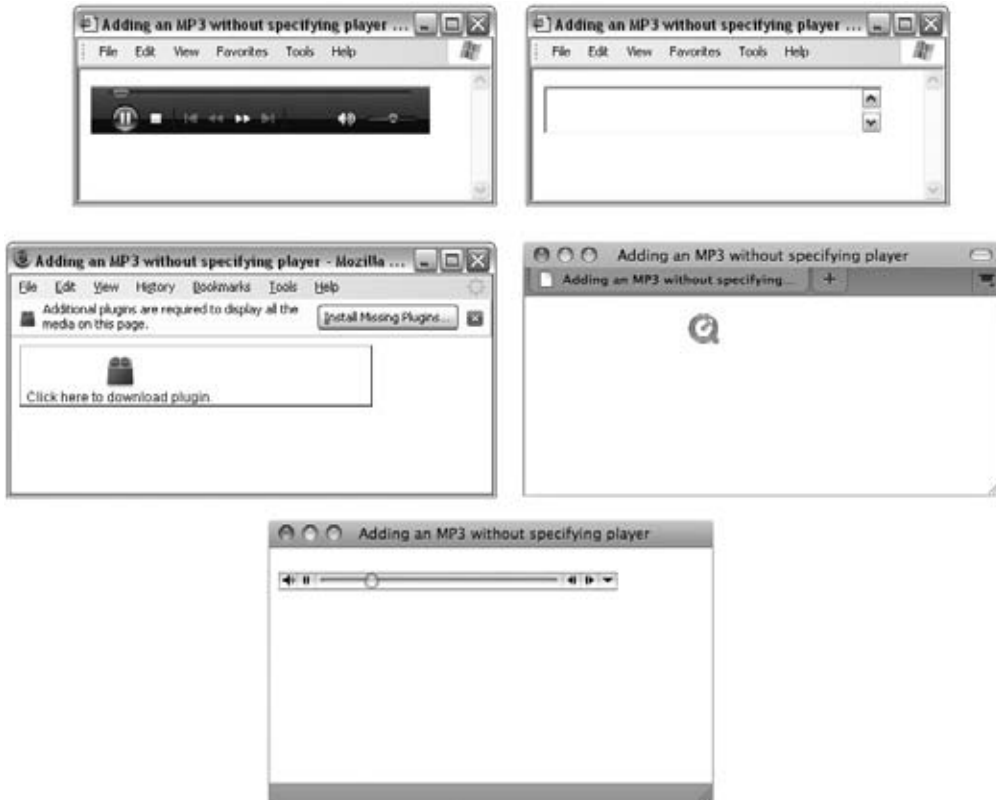 Adding an MP3 without specifying player ...
File Edit View Favorites Tools Help
Adding an MP3 without specifying player ...
File Edit View Favorites Tools Help
Adding an MP3 without specifying player - Mozilla ...
File Edit View History Bookmarks Tools Help
Additional plugins are required to display all the
media on this page.
Install Missing Plugins...
Click here to download plugin.
Adding an MP3 without specifying player
Adding an MP3 without specifying...
Adding an MP3 without specifying player